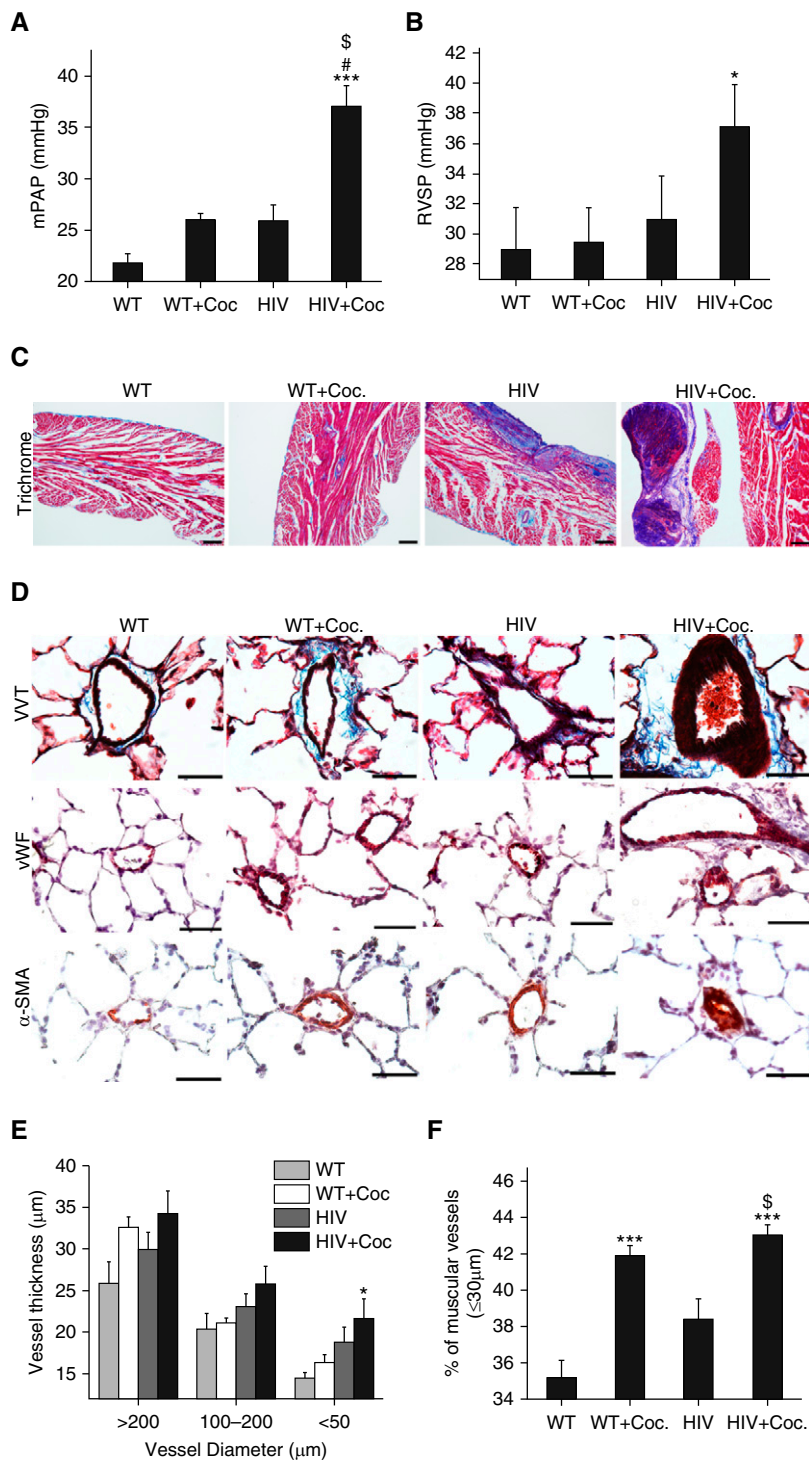 A
mPAP (mmHg)
40
35
30
25
20
$
#
***
WT
WT+Coc
HIV
HIV+Coc
B
RVSP (mmHg)
42
40
38
36
34
32
30
28
*
WT
WT+Coc
HIV
HIV+Coc
C
WT
WT+Coc.
HIV
HIV+Coc.
Trichrome
D
WT
WT+Coc.
HIV
HIV+Coc.
VVT
vWF
α-SMA
E
Vessel thickness (μm)
40
35
30
25
20
15
WT
WT+Coc
HIV
HIV+Coc
*
>200
100–200
<50
Vessel Diameter (μm)
F
% of muscular vessels
(≤30μm)
46
44
42
40
38
36
34
***
$
***
WT
WT+Coc.
HIV
HIV+Coc.